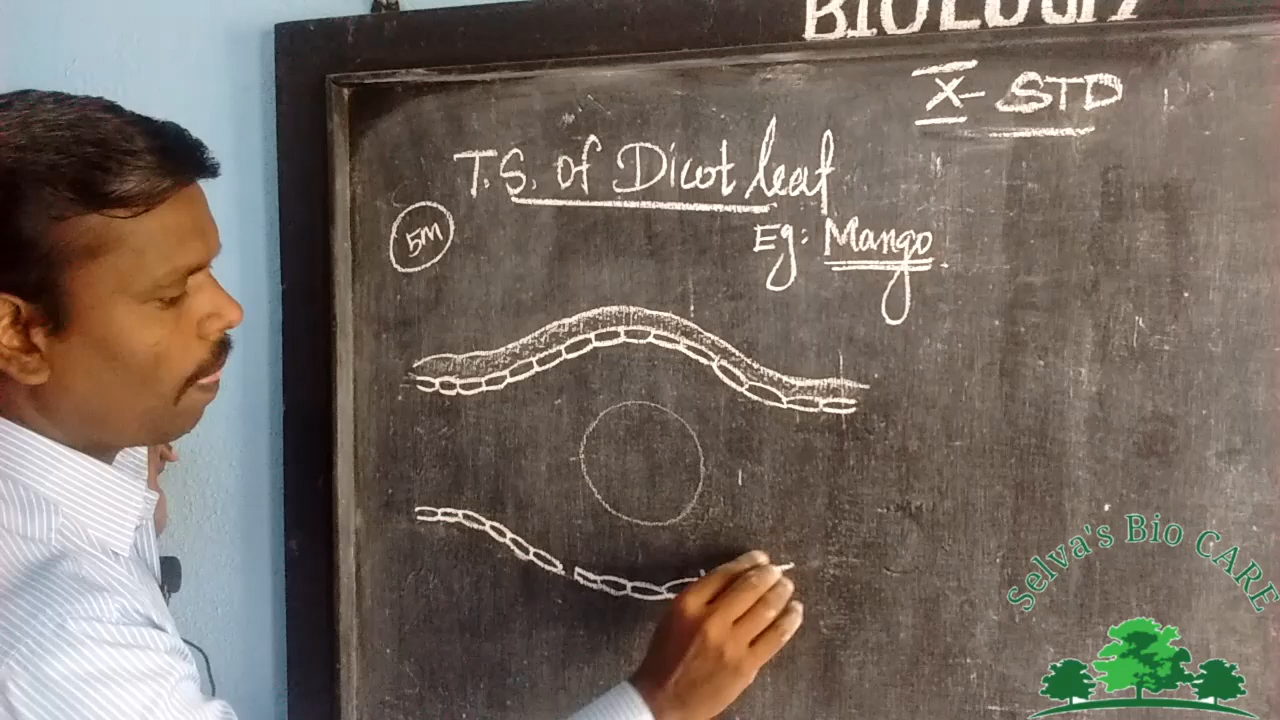 BIOLOGY
X - STD
T.S. of Dicot leaf
5M
Eg: Mango
Selva's Bio CARE